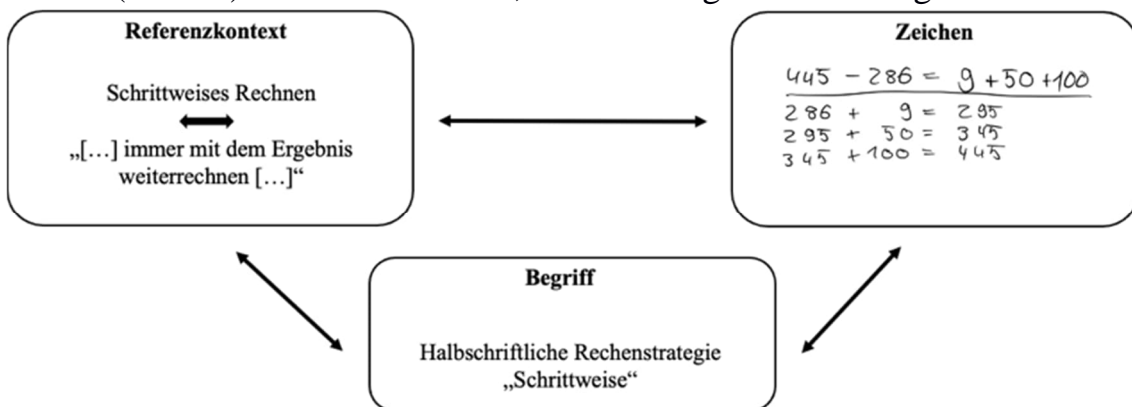 Referenzkontext
Schrittweises Rechnen
„[…] immer mit dem Ergebnis
weiterrechnen […]“
Zeichen
445 - 286 = 9 + 50 + 100
286 + 9 = 295
295 + 50 = 345
345 + 100 = 445
Begriff
Halbschriftliche Rechenstrategie
„Schrittweise“